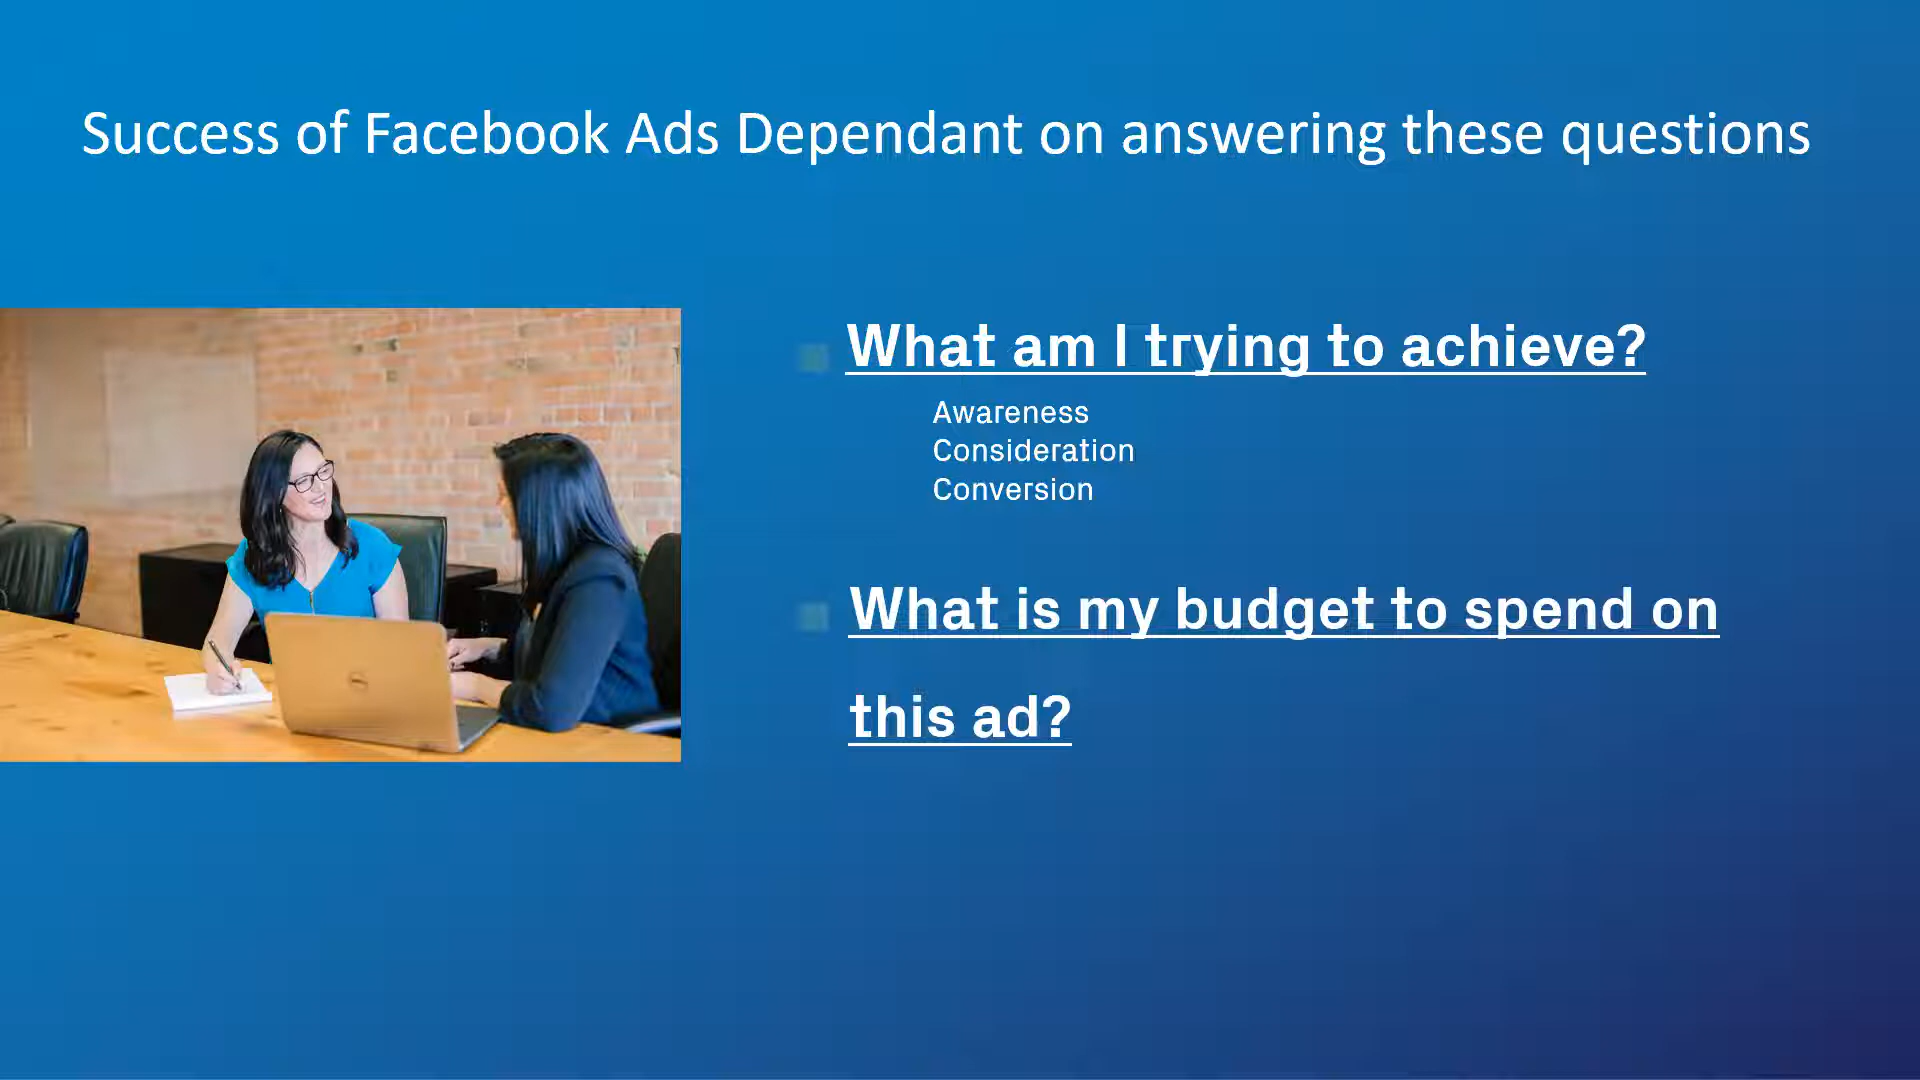 Success of Facebook Ads Dependant on answering these questions
What am I trying to achieve?
Awareness
Consideration
Conversion
What is my budget to spend on
this ad?